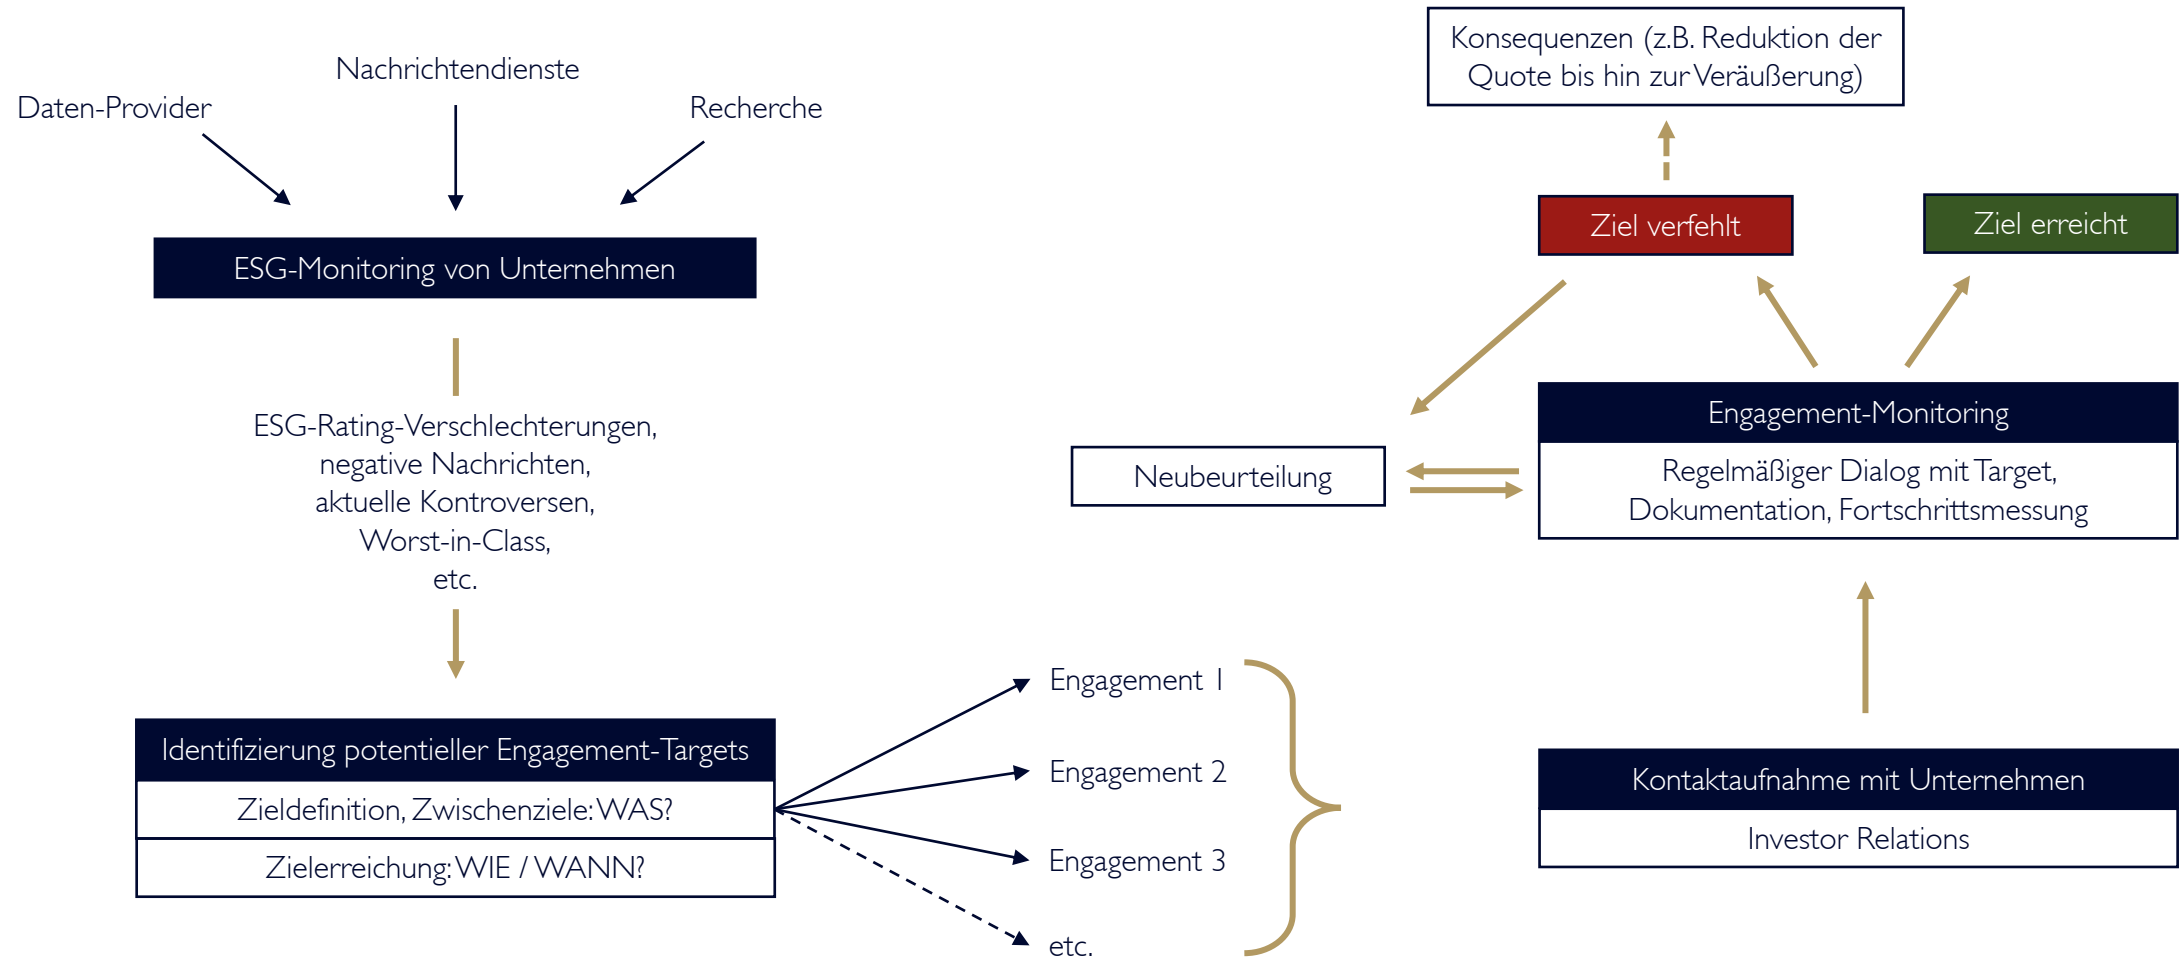 Nachrichtendienste
Daten-Provider
Recherche
ESG-Monitoring von Unternehmen
ESG-Rating-Verschlechterungen,
negative Nachrichten,
aktuelle Kontroversen,
Worst-in-Class,
etc.
Identifizierung potentieller Engagement-Targets
Zieldefinition, Zwischenziele: WAS?
Zielerreichung: WIE / WANN?
Engagement 1
Engagement 2
Engagement 3
etc.
Kontaktaufnahme mit Unternehmen
Investor Relations
Engagement-Monitoring
Regelmäßiger Dialog mit Target,
Dokumentation, Fortschrittsmessung
Neubeurteilung
Ziel verfehlt
Ziel erreicht
Konsequenzen (z.B. Reduktion der
Quote bis hin zur Veräußerung)